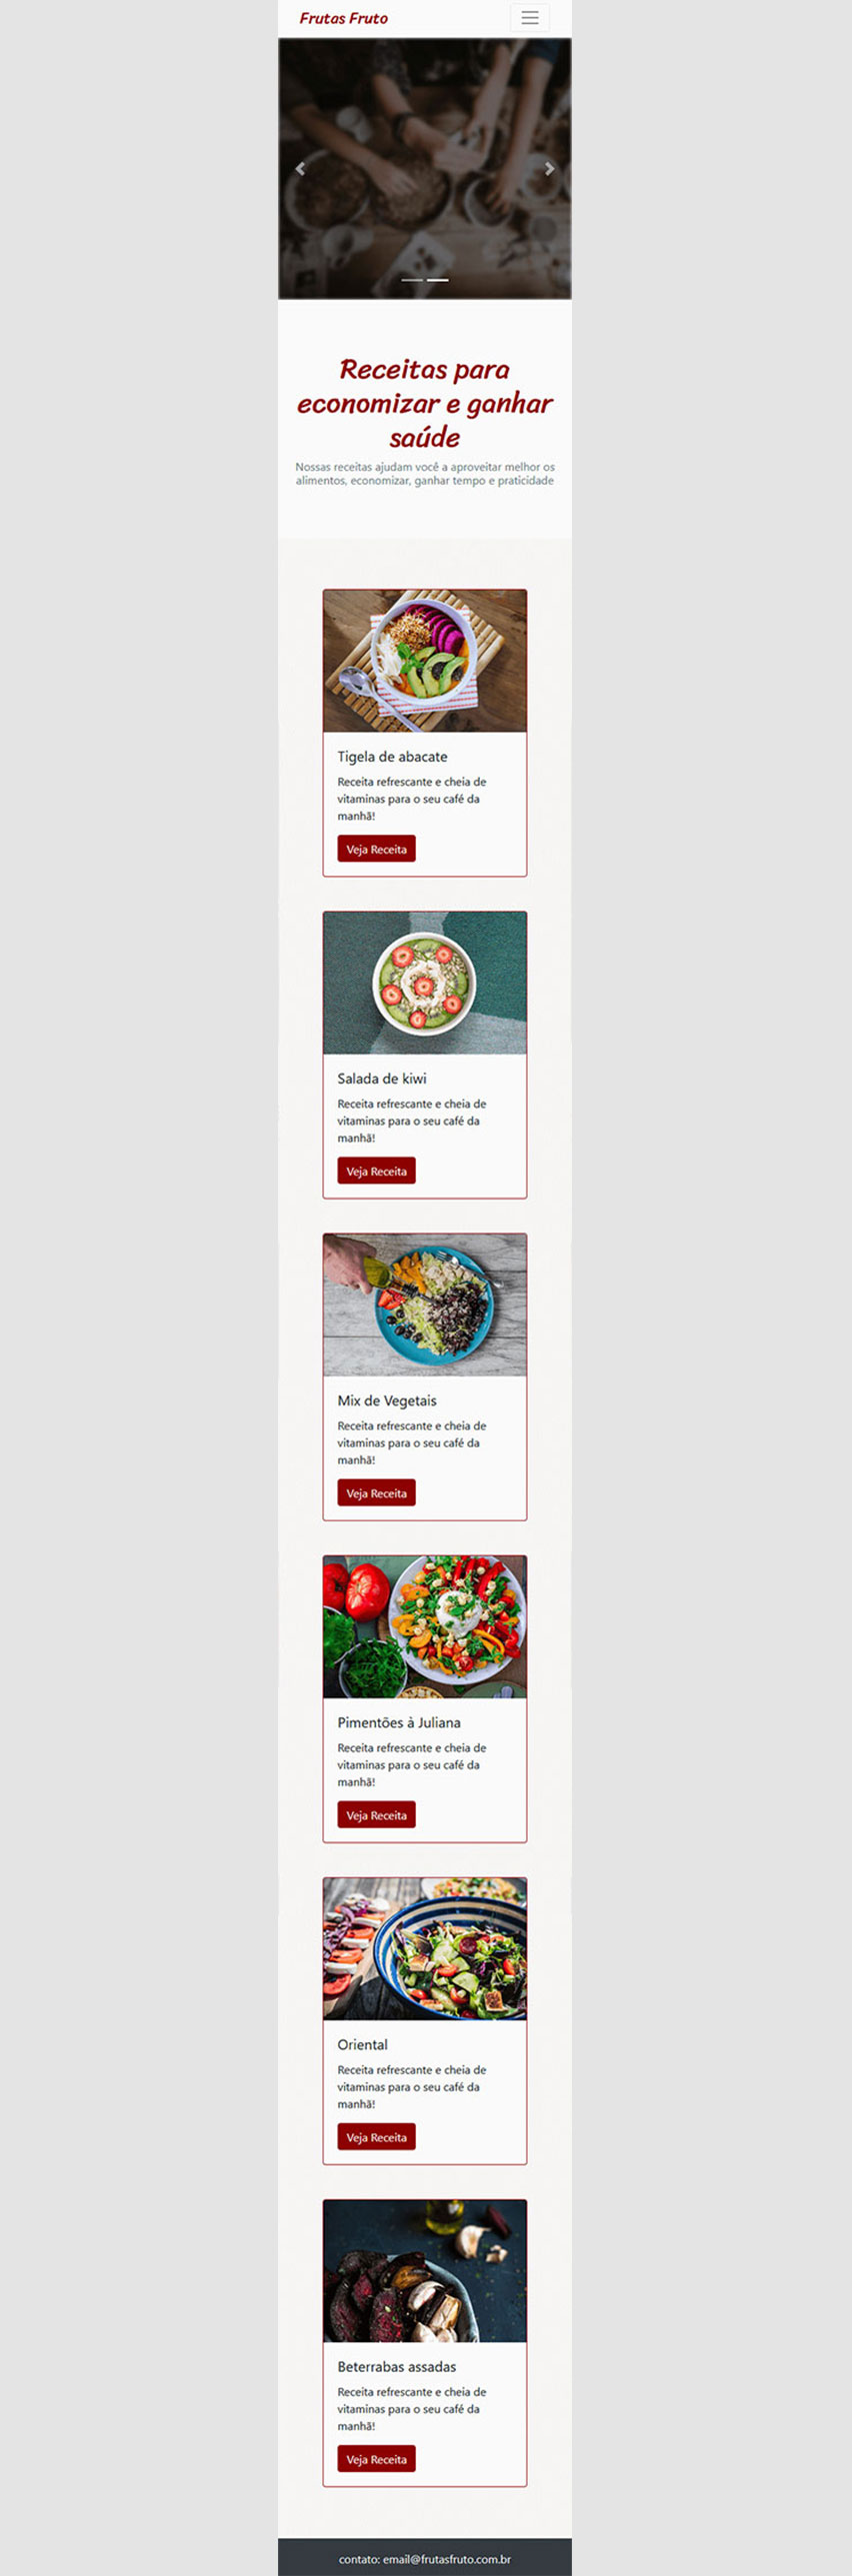 Frutas Fruto
Receitas para
economizar e ganhar
saúde
Nossas receitas ajudam você a aproveitar melhor os
alimentos, economizar, ganhar tempo e praticidade
Tigela de abacate
Receita refrescante e cheia de
vitaminas para o seu café da
manhã!
Veja Receita
Salada de kiwi
Receita refrescante e cheia de
vitaminas para o seu café da
manhã!
Veja Receita
Mix de Vegetais
Receita refrescante e cheia de
vitaminas para o seu café da
manhã!
Veja Receita
Pimentões à Juliana
Receita refrescante e cheia de
vitaminas para o seu café da
manhã!
Veja Receita
Oriental
Receita refrescante e cheia de
vitaminas para o seu café da
manhã!
Veja Receita
Beterrabas assadas
Receita refrescante e cheia de
vitaminas para o seu café da
manhã!
Veja Receita
contato: email@frutasfruto.com.br